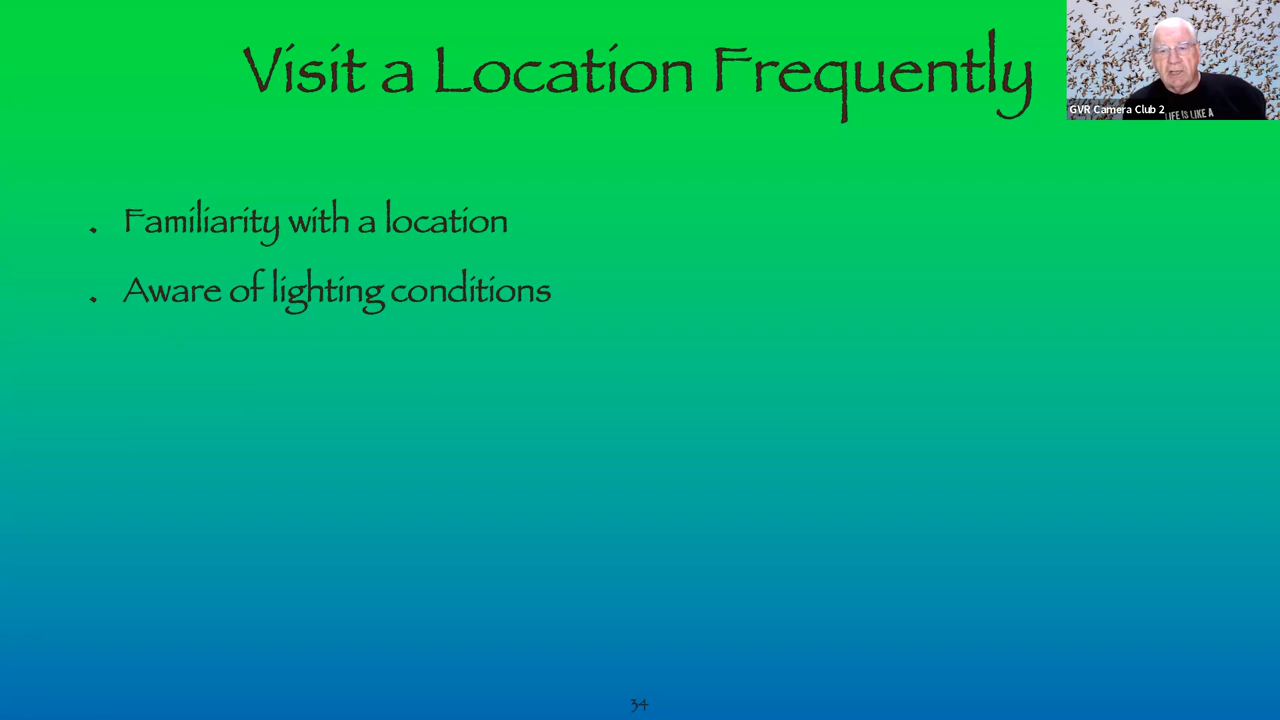 Visit a Location Frequently
GVR Camera Club 2
LIFE IS LIKE A
. Familiarity with a location
. Aware of lighting conditions
34